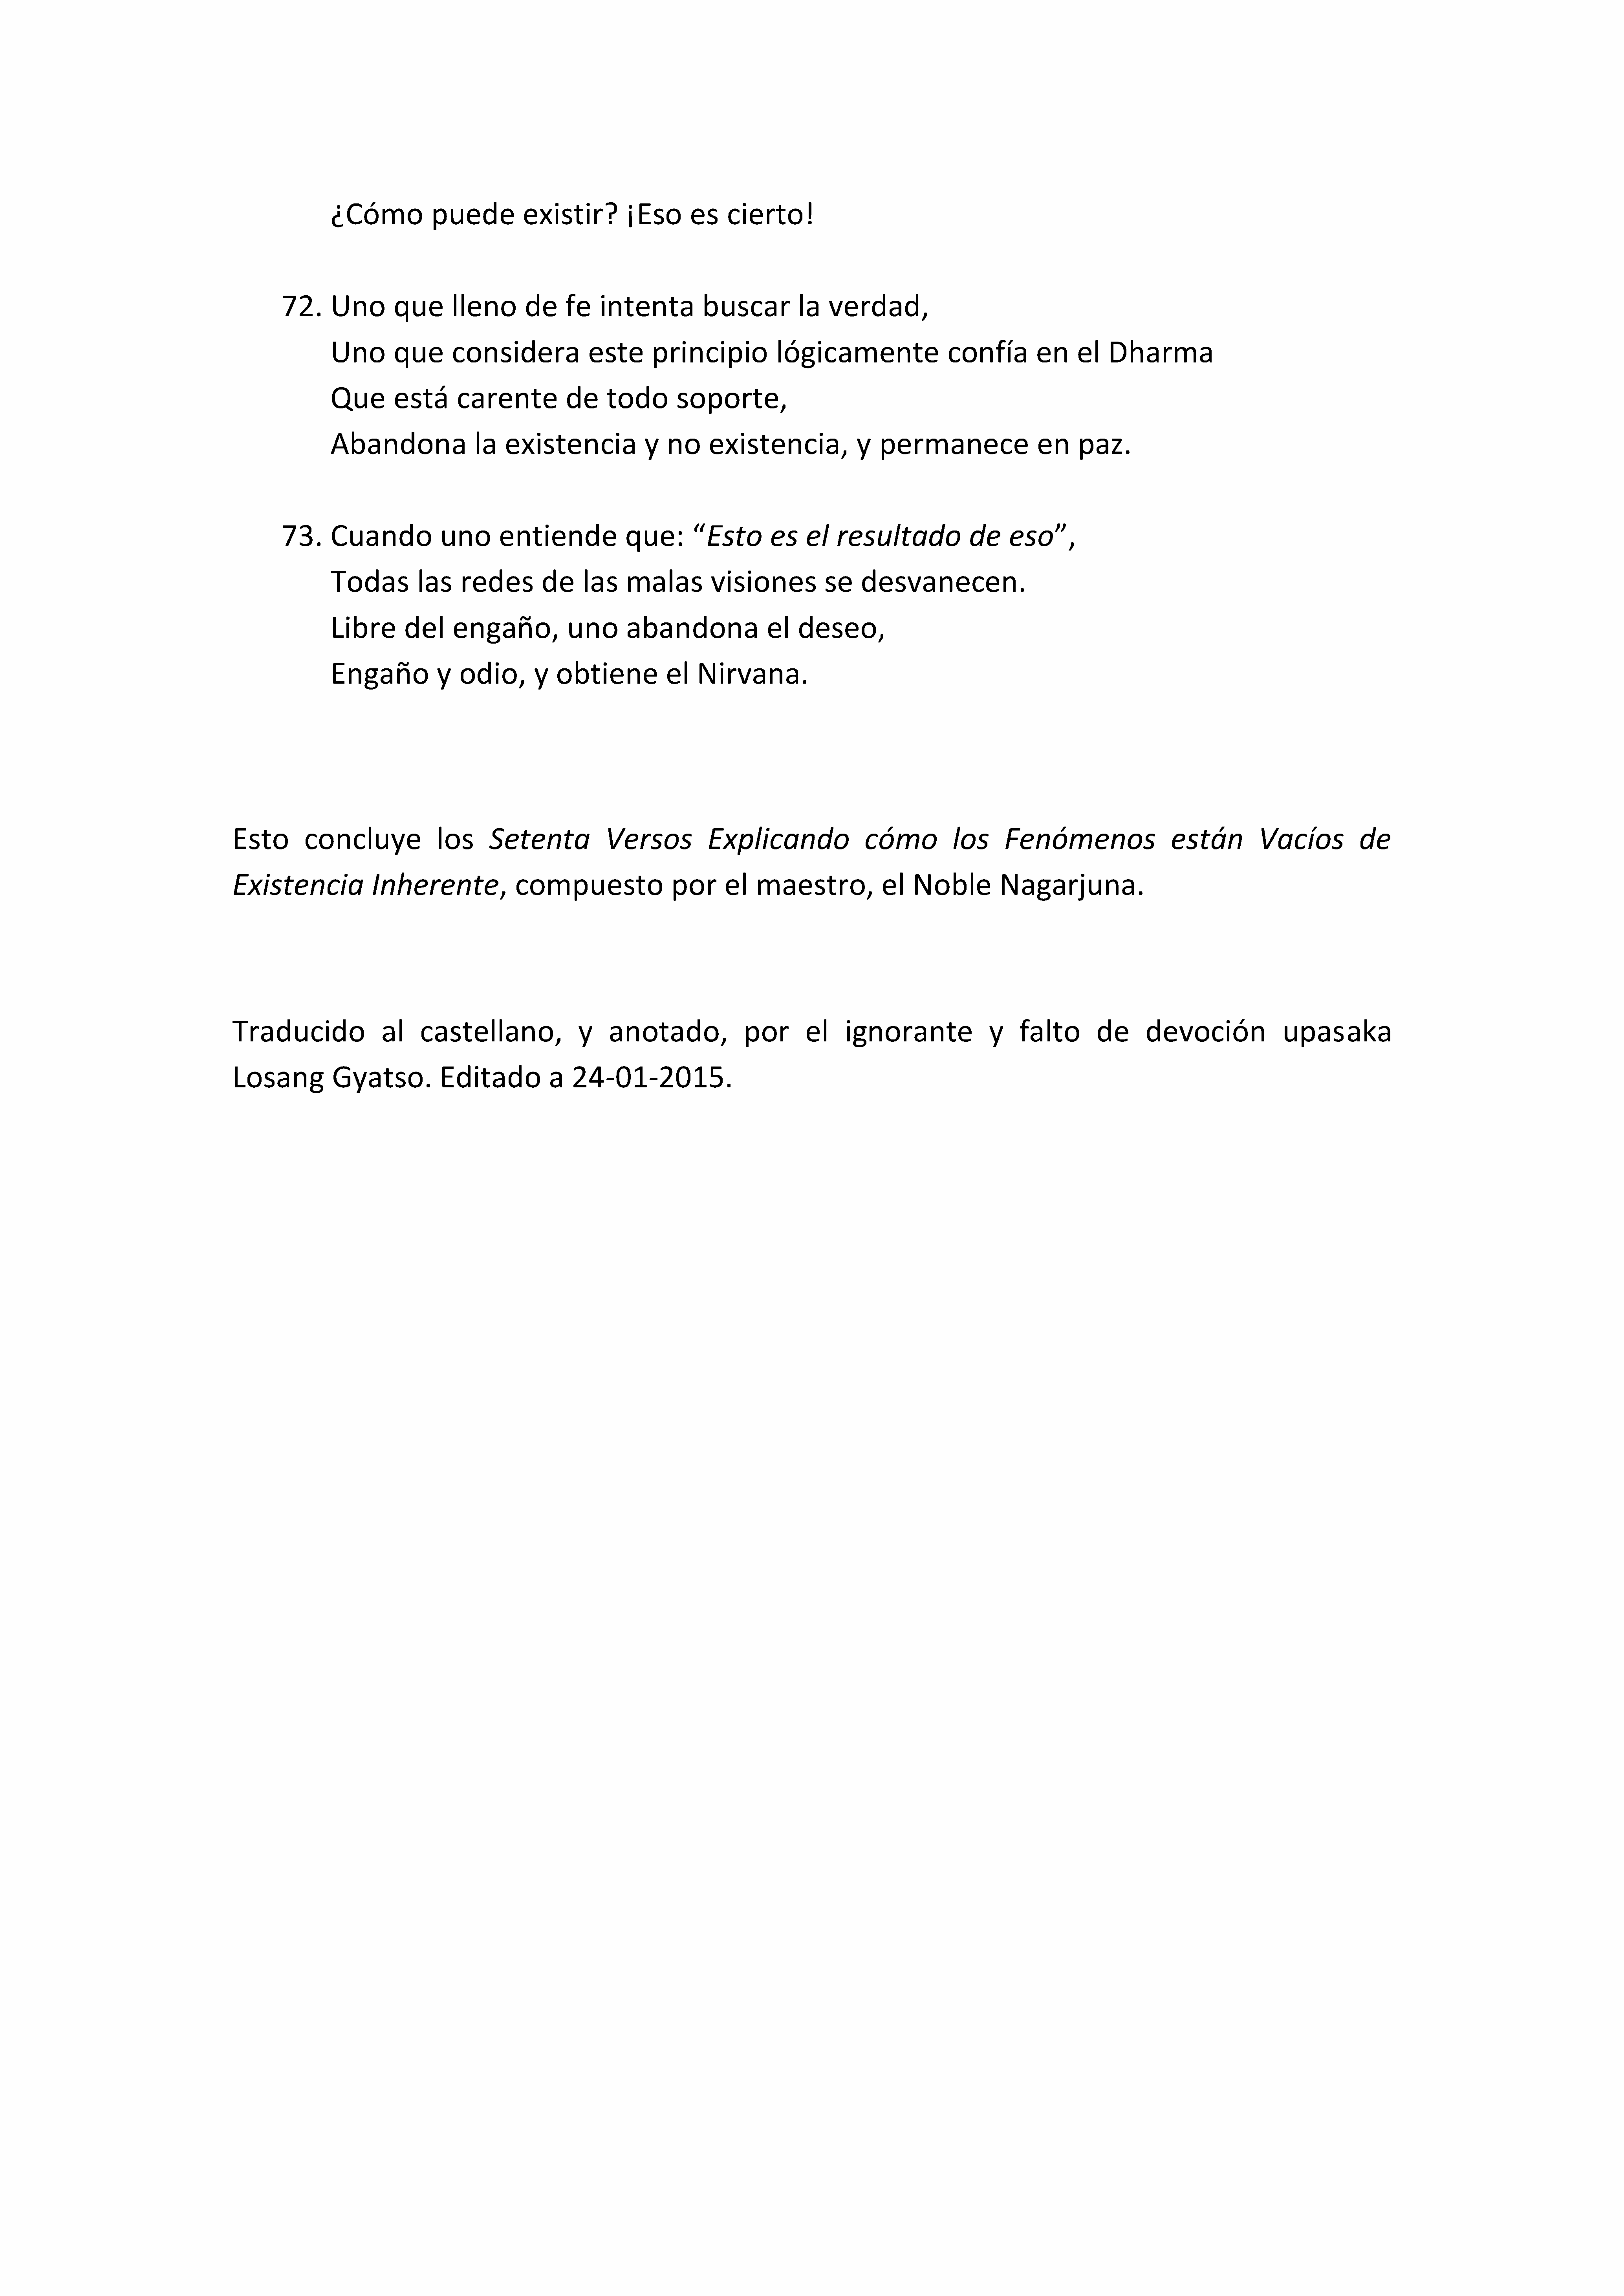 ¿Cómo puede existir? ¡Eso es cierto!
72. Uno que lleno de fe intenta buscar la verdad,
Uno que considera este principio lógicamente confía en el Dharma
Que está carente de todo soporte,
Abandona la existencia y no existencia, y permanece en paz.
73. Cuando uno entiende que: “Esto es el resultado de eso”,
Todas las redes de las malas visiones se desvanecen.
Libre del engaño, uno abandona el deseo,
Engaño y odio, y obtiene el Nirvana.
Esto concluye los Setenta Versos Explicando cómo los Fenómenos están Vacíos de
Existencia Inherente, compuesto por el maestro, el Noble Nagarjuna.
Traducido al castellano, y anotado, por el ignorante y falto de devoción upasaka
Losang Gyatso. Editado a 24-01-2015.